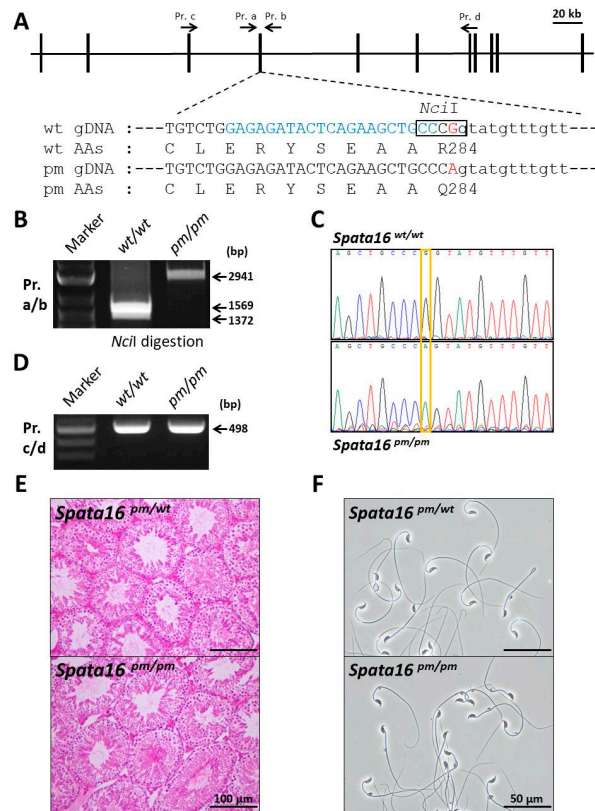 A
Pr. c
Pr. a
Pr. b
Pr. d
20 kb
NciI
wt gDNA :---TGTCTGGAGAGATACTCAGAAGCTGCCCGgtatgtttgtt---
wt AAs : C L E R Y S E A A R284
pm gDNA :---TGTCTGGAGAGATACTCAGAAGCTGCCCAgtatgtttgtt---
pm AAs : C L E R Y S E A A Q284
B
Marker
wt/wt
pm/pm
(bp)
Pr. a/b
2941
1569
1372
NciI digestion
C
Spata16 wt/wt
A G C T G C C C G G T A T G T T T G T T
A G C T G C C C A G T A T G T T T G T T
Spata16 pm/pm
D
Marker
wt/wt
pm/pm
(bp)
Pr. c/d
498
E
Spata16 pm/wt
Spata16 pm/pm
100 µm
F
Spata16 pm/wt
Spata16 pm/pm
50 µm